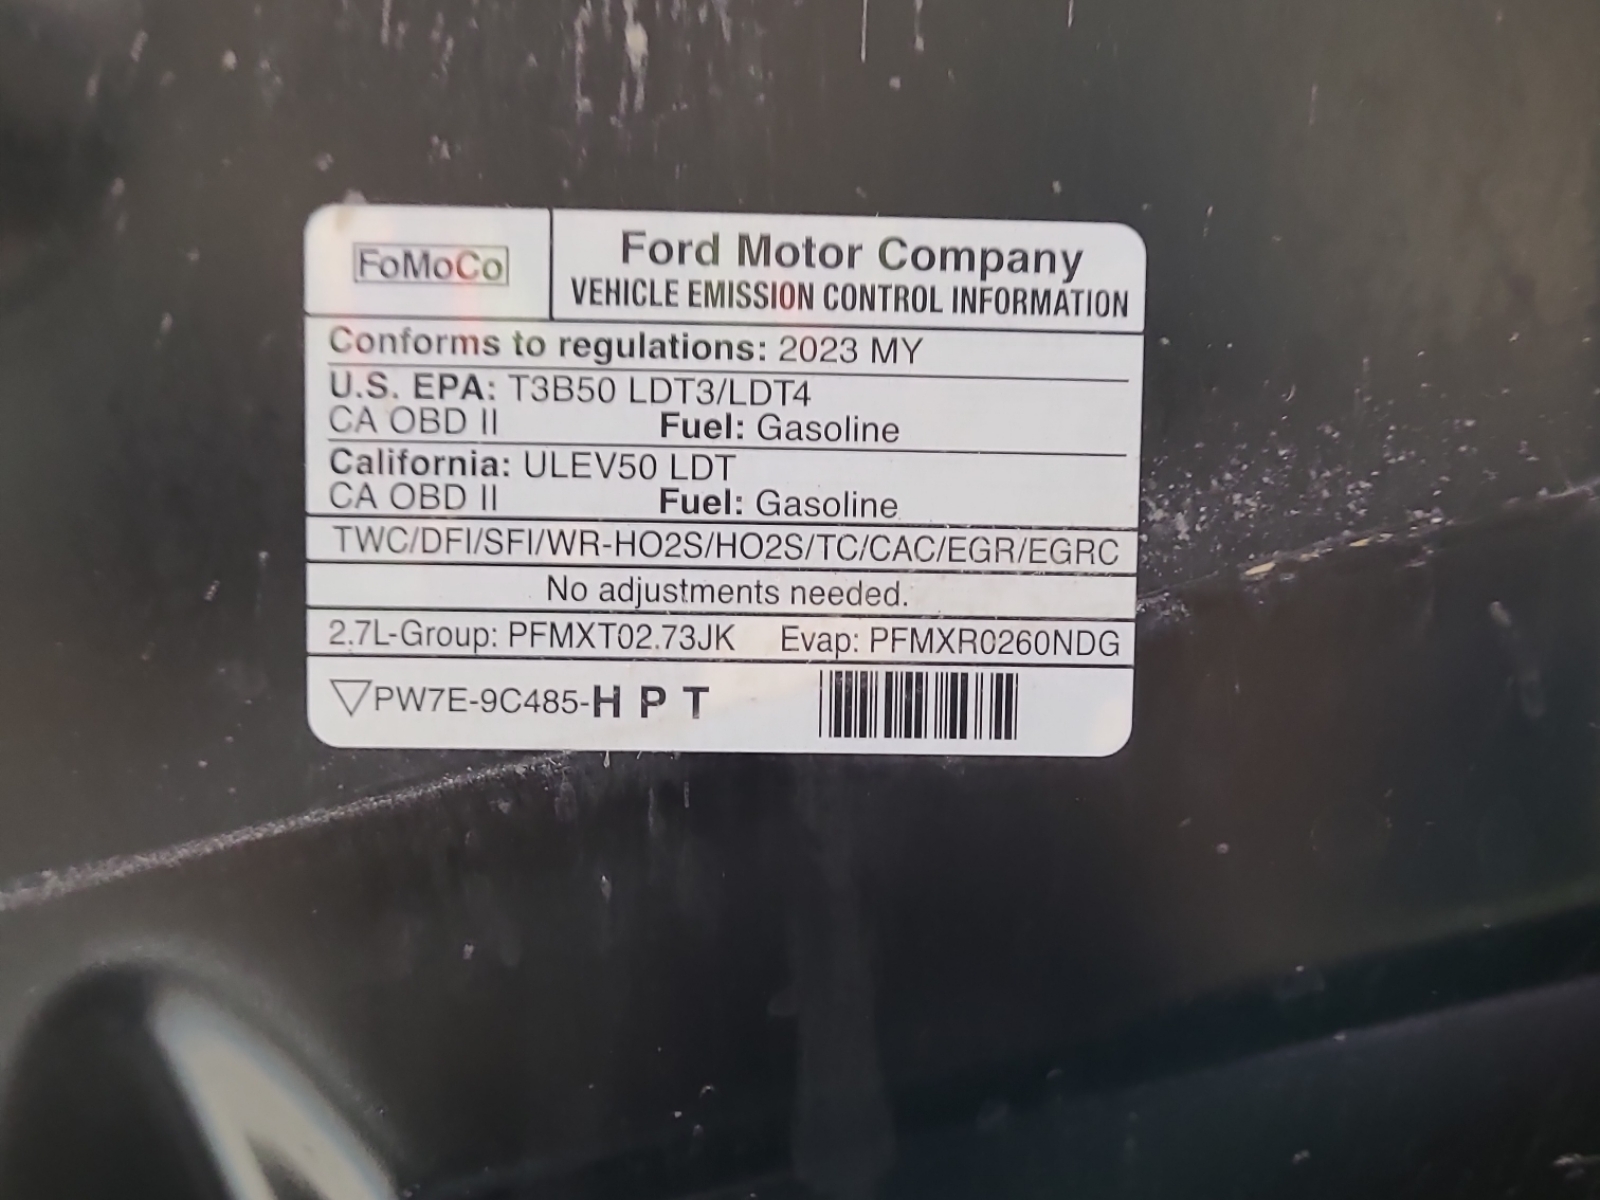 FoMoCo
Ford Motor Company
VEHICLE EMISSION CONTROL INFORMATION
Conforms to regulations: 2023 MY
U.S. EPA: T3B50 LDT3/LDT4
CA OBD II Fuel: Gasoline
California: ULEV50 LDT
CA OBD II Fuel: Gasoline
TWC/DFI/SFI/WR-HO2S/HO2S/TC/CAC/EGR/EGRC
No adjustments needed.
2.7L-Group: PFMXT02.73JK Evap: PFMXR0260NDG
PW7E-9C485-H P T